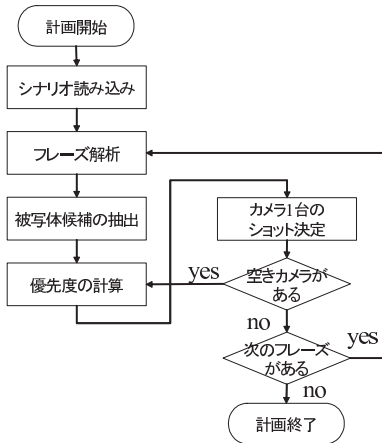 計画開始
シナリオ読み込み
フレーズ解析
被写体候補の抽出
優先度の計算
カメラ1台の
ショット決定
空きカメラが
ある
yes
no
次のフレーズ
がある
yes
no
計画終了